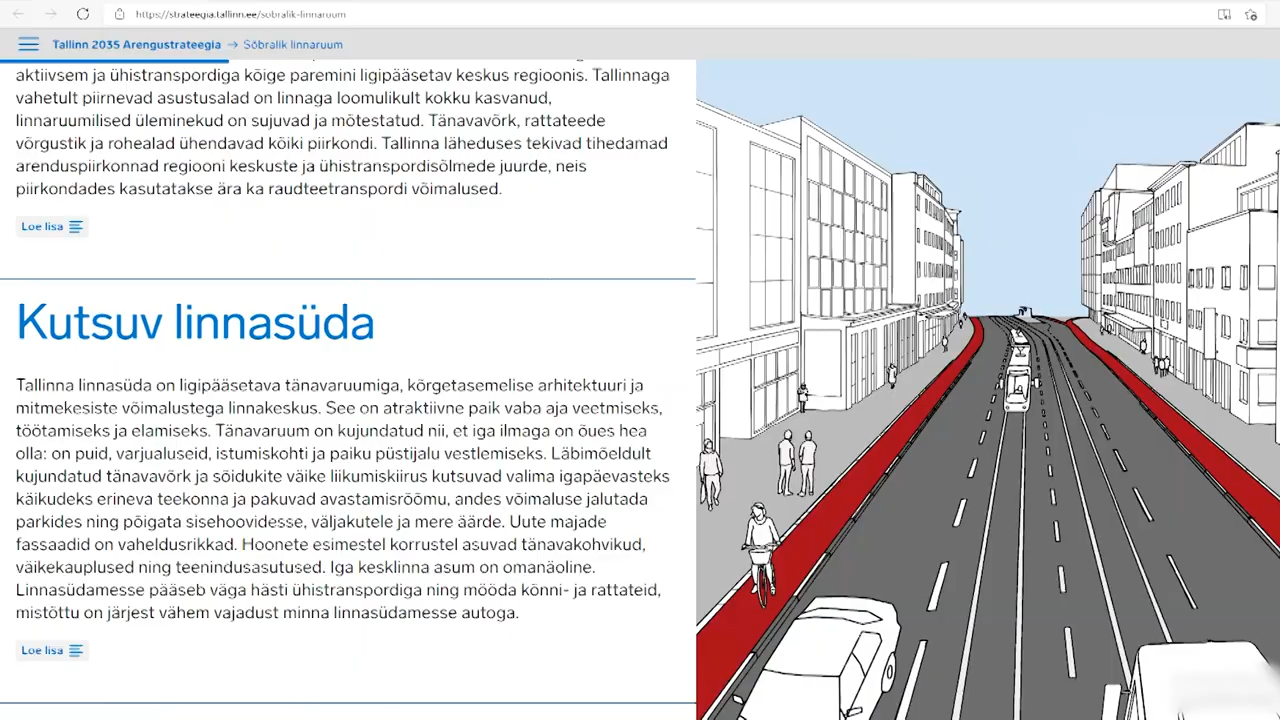 https://strateegia.tallinn.ee/sobralik-linnaruum
Tallinn 2035 Arengustrateegia → Sõbralik linnaruum
aktiivsem ja ühistranspordiga kõige paremini ligipääsetav keskus regioonis. Tallinnaga
vahetult piirnevad asustusalad on linnaga loomulikult kokku kasvanud,
linnaruumilised üleminekud on sujuvad ja mõtestatud. Tänavavõrk, rattateede
võrgustik ja rohealad ühendavad kõiki piirkondi. Tallinna läheduses tekivad tihedamad
arenduspiirkonnad regiooni keskuste ja ühistranspordisõlmede juurde, neis
piirkondades kasutatakse ära ka raudteetranspordi võimalused.
Loe lisa
Kutsuv linnasüda
Tallinna linnasüda on ligipääsetava tänavaruumiga, kõrgetasemelise arhitektuuri ja
mitmekesiste võimalustega linnakeskus. See on atraktiivne paik vaba aja veetmiseks,
töötamiseks ja elamiseks. Tänavaruum on kujundatud nii, et iga ilmaga on õues hea
olla: on puid, varjualuseid, istumiskohti ja paiku püstijalu vestlemiseks. Läbimõeldult
kujundatud tänavavõrk ja sõidukite väike liikumiskiirus kutsuvad valima igapäevasteks
käikudeks erineva teekonna ja pakuvad avastamisrõõmu, andes võimaluse jalutada
parkides ning põigata sisehoovidesse, väljakutele ja mere äärde. Uute majade
fassaadid on vaheldusrikkad. Hoonete esimestel korrustel asuvad tänavakohvikud,
väikekauplused ning teenindusasutused. Iga kesklinna asum on omanäoline.
Linnasüdamesse pääseb väga hästi ühistranspordiga ning mööda kõnni- ja rattateid,
mistõttu on järjest vähem vajadust minna linnasüdamesse autoga.
Loe lisa